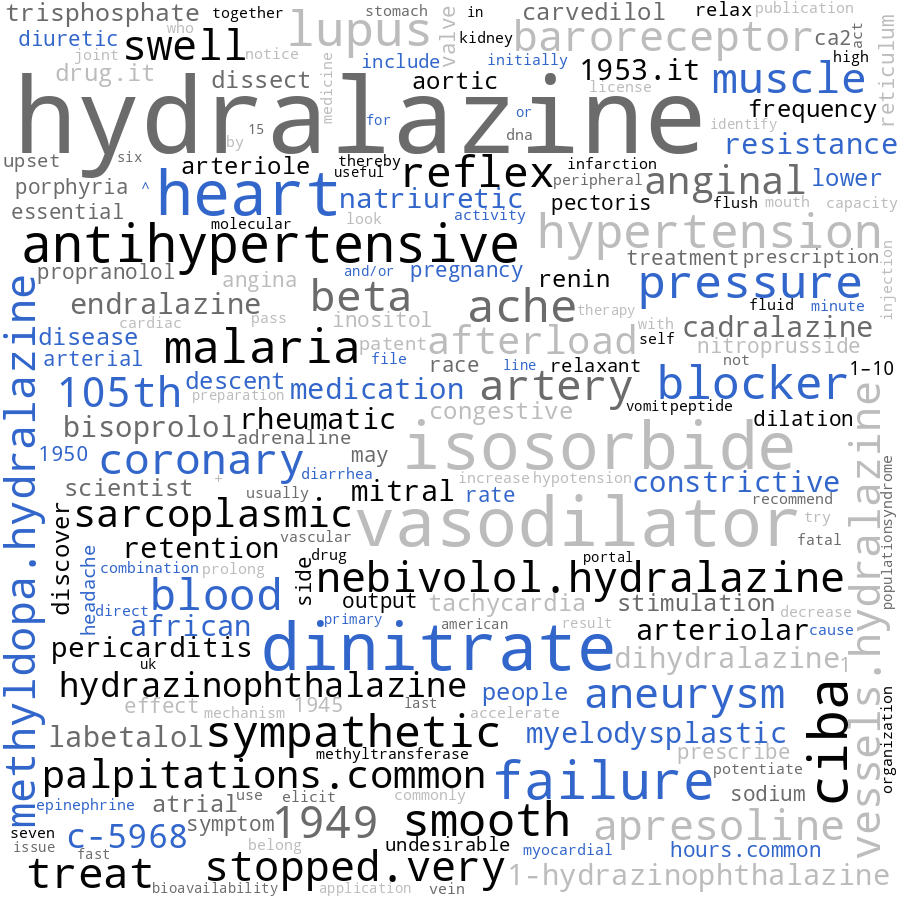 trisphosphate together stomach in carvedilol relax publication
diuretic who swell lupus valve kidney baroreceptor ca2 act
joint notice include initially 1953.it high reticulum
drug.it dissect medicine aortic license muscle
hydralazine for or frequency
by 15 dna identify resistance
upset six arteriole thereby useful reflex infarction peripheral anginal lower
porphyria ^ heart natriuretic pectoris flush mouth capacity
essential molecular look activity hypertension
antihypertensive treatment prescription injection
propranolol angina and/or pregnancy renin pressure
endralazine beta ache therapy fluid minute
cardiac pass inositol with self cadralazine
disease malaria patent afterload nitroprusside
arterial file race line relaxant not 1-10
105th descent medication artery blocker
preparation congestive vomit peptide
bisoprolol rheumatic dilation
adrenaline isosorbide
1950 coronary may
+ diarrhea increase hypotension constrictive
scientist usually mitral rate recommend
discover sarcoplasmic vasodilator try
vascular fatal
retention drug portal
methyldopa.hydralazine headache combination prolong side nebivolol.hydralazine vessels.hydralazine populationsyndrome
direct blood output tachycardia stimulation decrease
african primary american result arteriolar cause
pericarditis dinitrate dihydralazine 1
uk
hydrazinophthalazine people aneurysm ciba organization
effect mechanism 1945 last accelerate
labetalol sympathetic myelodysplastic
methyltransferase prescribe
palpitations.common failure potentiate
epinephrine atrial use elicit commonly sodium
seven c-5968 symptom 1949 smooth apresoline
issue fast belong undesirable myocardial hours.common
treat stopped.very 1-hydrazinophthalazine
bioavailability application vein